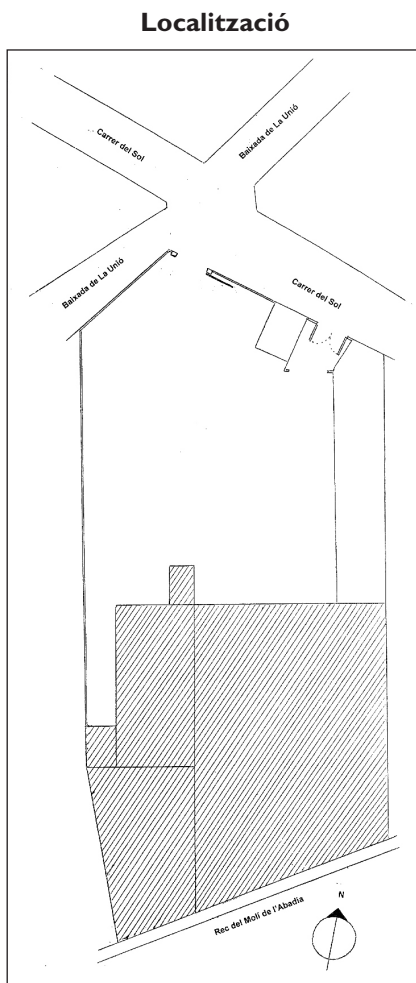 Localització
Carrer del Sol
Baixada de La Unió
Baixada de La Unió
Carrer del Sol
Rec del Molí de l'Abadia
N